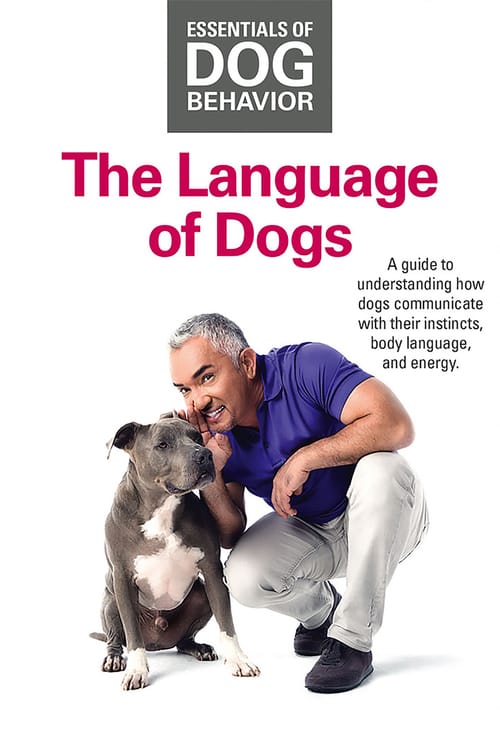 ESSENTIALS OF
DOG
BEHAVIOR
The Language
of Dogs
A guide to
understanding how
dogs communicate
with their instincts,
body language,
and energy.